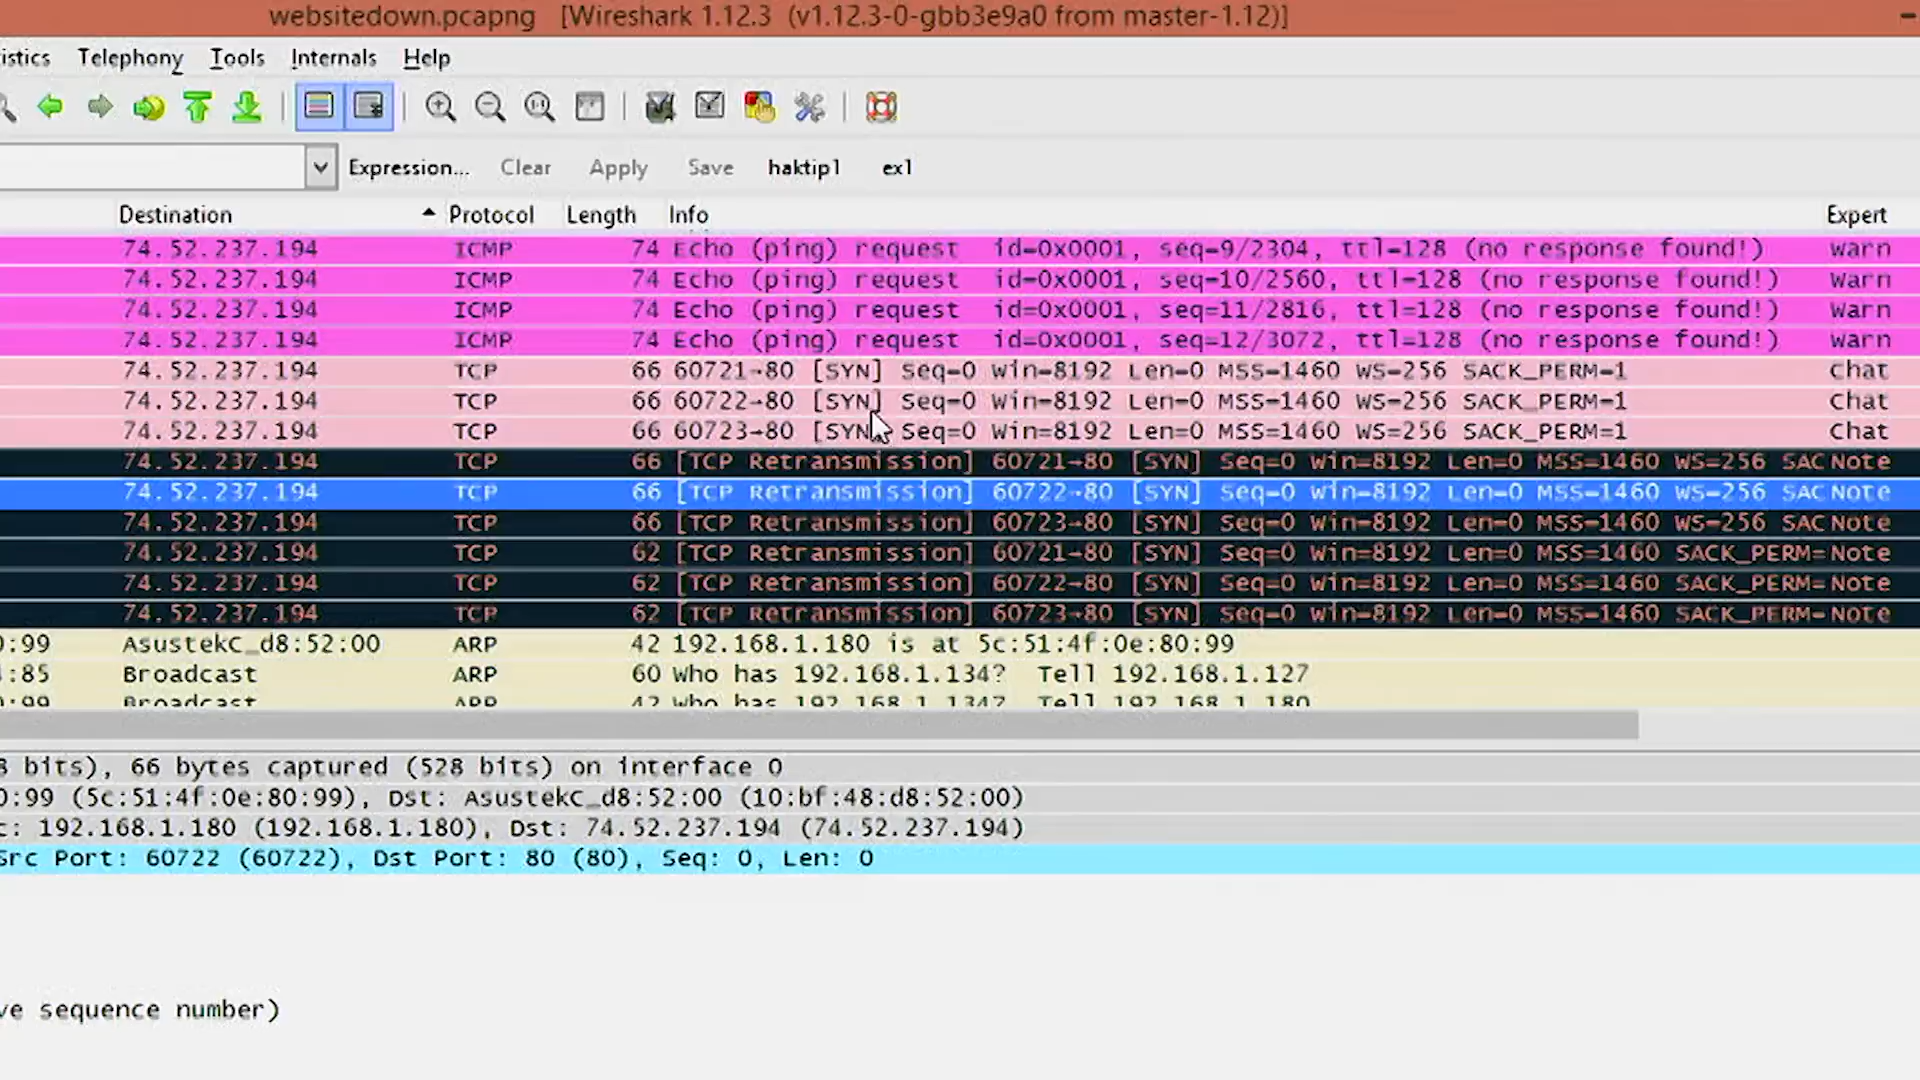 websitedown.pcapng [Wireshark 1.12.3 (v1.12.3-0-gbb3e9a0 from master-1.12)]
istics Telephony Tools Internals Help
Expression... Clear Apply Save haktip1 ex1
Destination Protocol Length Info Expert
74.52.237.194 ICMP 74 Echo (ping) request id=0x0001, seq=9/2304, ttl=128 (no response found!) Warn
74.52.237.194 ICMP 74 Echo (ping) request id=0x0001, seq=10/2560, ttl=128 (no response found!) Warn
74.52.237.194 ICMP 74 Echo (ping) request id=0x0001, seq=11/2816, ttl=128 (no response found!) Warn
74.52.237.194 ICMP 74 Echo (ping) request id=0x0001, seq=12/3072, ttl=128 (no response found!) Warn
74.52.237.194 TCP 66 60721→80 [SYN] Seq=0 Win=8192 Len=0 MSS=1460 WS=256 SACK_PERM=1 Chat
74.52.237.194 TCP 66 60722→80 [SYN] Seq=0 Win=8192 Len=0 MSS=1460 WS=256 SACK_PERM=1 Chat
74.52.237.194 TCP 66 60723→80 [SYN] Seq=0 Win=8192 Len=0 MSS=1460 WS=256 SACK_PERM=1 Chat
74.52.237.194 TCP 66 [TCP Retransmission] 60721→80 [SYN] Seq=0 Win=8192 Len=0 MSS=1460 WS=256 SAC Note
74.52.237.194 TCP 66 [TCP Retransmission] 60722→80 [SYN] Seq=0 Win=8192 Len=0 MSS=1460 WS=256 SAC Note
74.52.237.194 TCP 66 [TCP Retransmission] 60723→80 [SYN] Seq=0 Win=8192 Len=0 MSS=1460 WS=256 SAC Note
74.52.237.194 TCP 62 [TCP Retransmission] 60721→80 [SYN] Seq=0 Win=8192 Len=0 MSS=1460 SACK_PERM= Note
74.52.237.194 TCP 62 [TCP Retransmission] 60722→80 [SYN] Seq=0 Win=8192 Len=0 MSS=1460 SACK_PERM= Note
74.52.237.194 TCP 62 [TCP Retransmission] 60723→80 [SYN] Seq=0 Win=8192 Len=0 MSS=1460 SACK_PERM= Note
0:99 AsustekC_d8:52:00 ARP 42 192.168.1.180 is at 5c:51:4f:0e:80:99
:85 Broadcast ARP 60 Who has 192.168.1.134? Tell 192.168.1.127
0:99 Broadcast ARP 42 Who has 192.168.1.134? Tell 192.168.1.180
8 bits), 66 bytes captured (528 bits) on interface 0
0:99 (5c:51:4f:0e:80:99), Dst: AsustekC_d8:52:00 (10:bf:48:d8:52:00)
c: 192.168.1.180 (192.168.1.180), Dst: 74.52.237.194 (74.52.237.194)
Src Port: 60722 (60722), Dst Port: 80 (80), Seq: 0, Len: 0
ve sequence number)